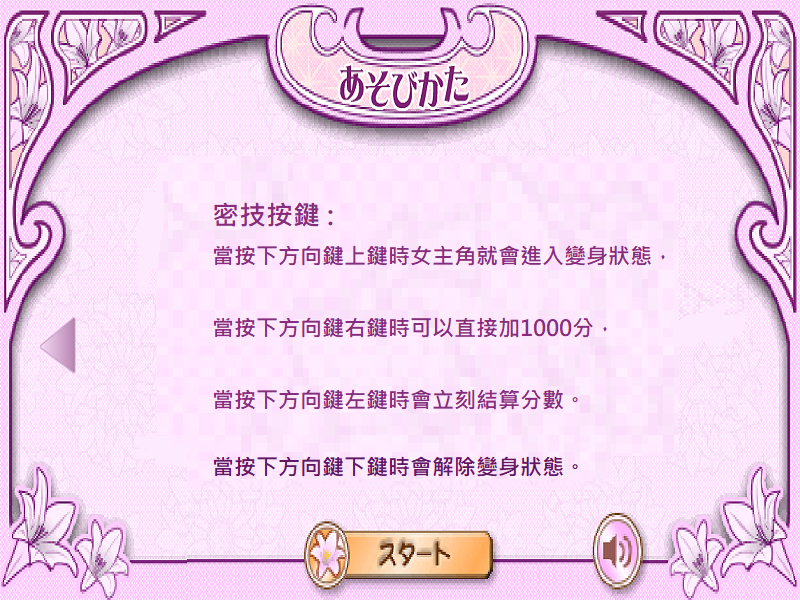 あそびかた
密技按鍵：
當按下方向鍵上鍵時女主角就會進入變身狀態，
當按下方向鍵右鍵時可以直接加1000分，
當按下方向鍵左鍵時會立刻結算分數。
當按下方向鍵下鍵時會解除變身狀態。
スタート